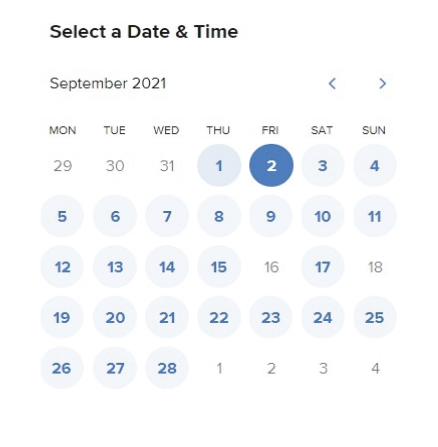 Select a Date & Time
September 2021
MON TUE WED THU FRI SAT SUN
29 30 31 1 2 3 4
5 6 7 8 9 10 11
12 13 14 15 16 17 18
19 20 21 22 23 24 25
26 27 28 1 2 3 4